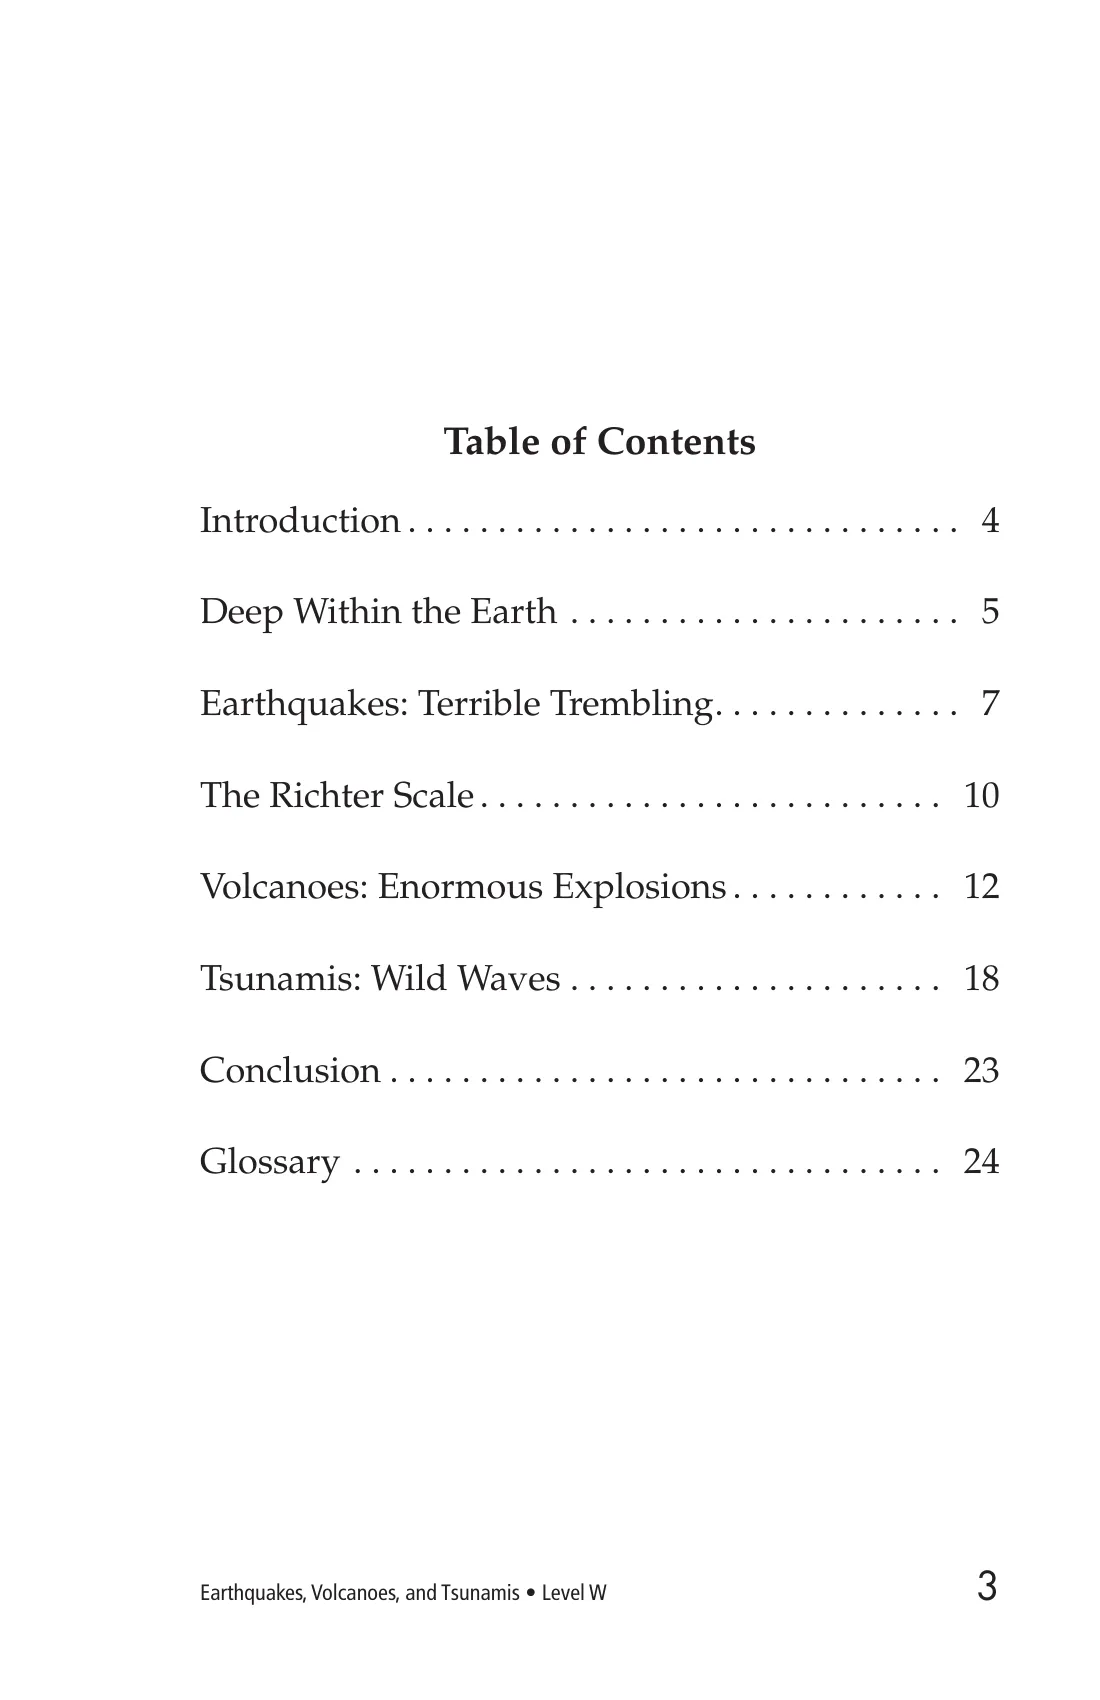 Table of Contents
Introduction . . . . . . . . . . . . . . . . . . . . . . . . . . . . . . . 4
Deep Within the Earth . . . . . . . . . . . . . . . . . . . . . . 5
Earthquakes: Terrible Trembling. . . . . . . . . . . . . . 7
The Richter Scale . . . . . . . . . . . . . . . . . . . . . . . . . . 10
Volcanoes: Enormous Explosions . . . . . . . . . . . . 12
Tsunamis: Wild Waves . . . . . . . . . . . . . . . . . . . . . 18
Conclusion . . . . . . . . . . . . . . . . . . . . . . . . . . . . . . . 23
Glossary . . . . . . . . . . . . . . . . . . . . . . . . . . . . . . . . . 24
Earthquakes, Volcanoes, and Tsunamis • Level W 3